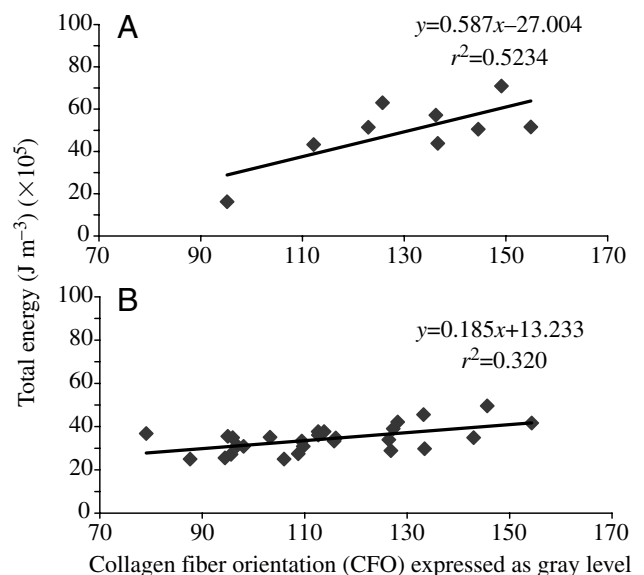 A
y=0.587x–27.004
r²=0.5234
100
80
60
40
20
0
70 90 110 130 150 170
Total energy (J m⁻³) (×10⁵)
B
y=0.185x+13.233
r²=0.320
100
80
60
40
20
0
70 90 110 130 150 170
Collagen fiber orientation (CFO) expressed as gray level